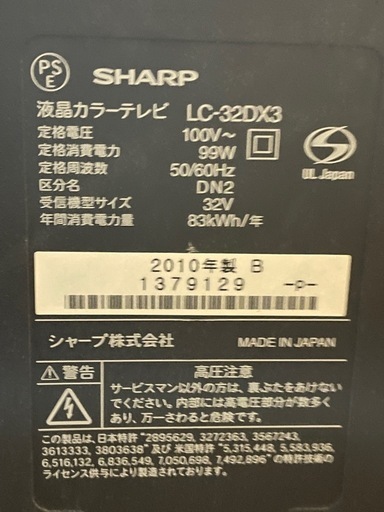 PS
E
SHARP
液晶カラーテレビ LC-32DX3
定格電圧 100V～
定格消費電力 99W
定格周波数 50/60Hz
区分名 DN2
受信機型サイズ 32V
年間消費電力量 83kWh/年
S
UL Japan
2010年製 B
1379129 -p-
シャープ株式会社 MADE IN JAPAN
⚠警告 高圧注意
サービスマン以外の方は、裏ぶたをあけない
でください。内部には高電圧部分が数多く
あり、万一さわると危険です。
この製品は、日本特許 "2895629, 3272363, 3567243,
3613333, 3803638" 及び 米国特許 "5,315,448, 5,583,936,
6,516,132, 6,836,549, 7,050,698, 7,492,896" の特許技術の
ライセンス供与により製造されています。